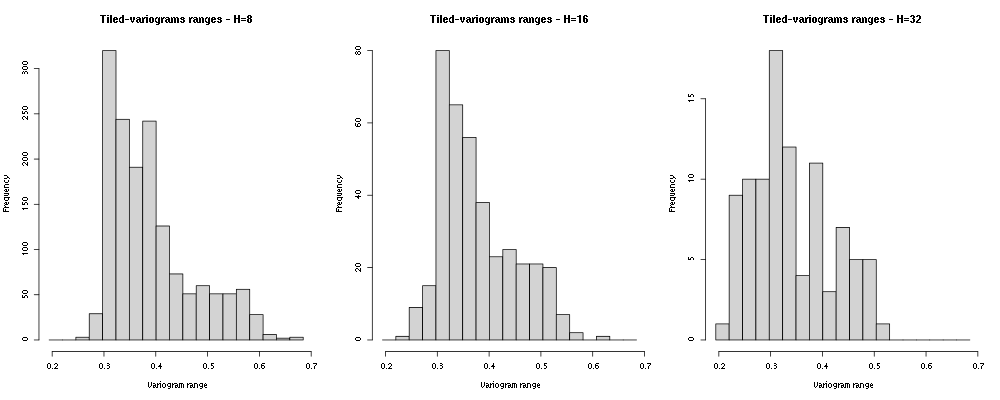 Tiled-variograms ranges - H=8
Frequency
300
250
200
150
100
50
0
0.2 0.3 0.4 0.5 0.6 0.7
Variogram range
Tiled-variograms ranges - H=16
Frequency
80
60
40
20
0
0.2 0.3 0.4 0.5 0.6 0.7
Variogram range
Tiled-variograms ranges - H=32
Frequency
15
10
5
0
0.2 0.3 0.4 0.5 0.6 0.7
Variogram range